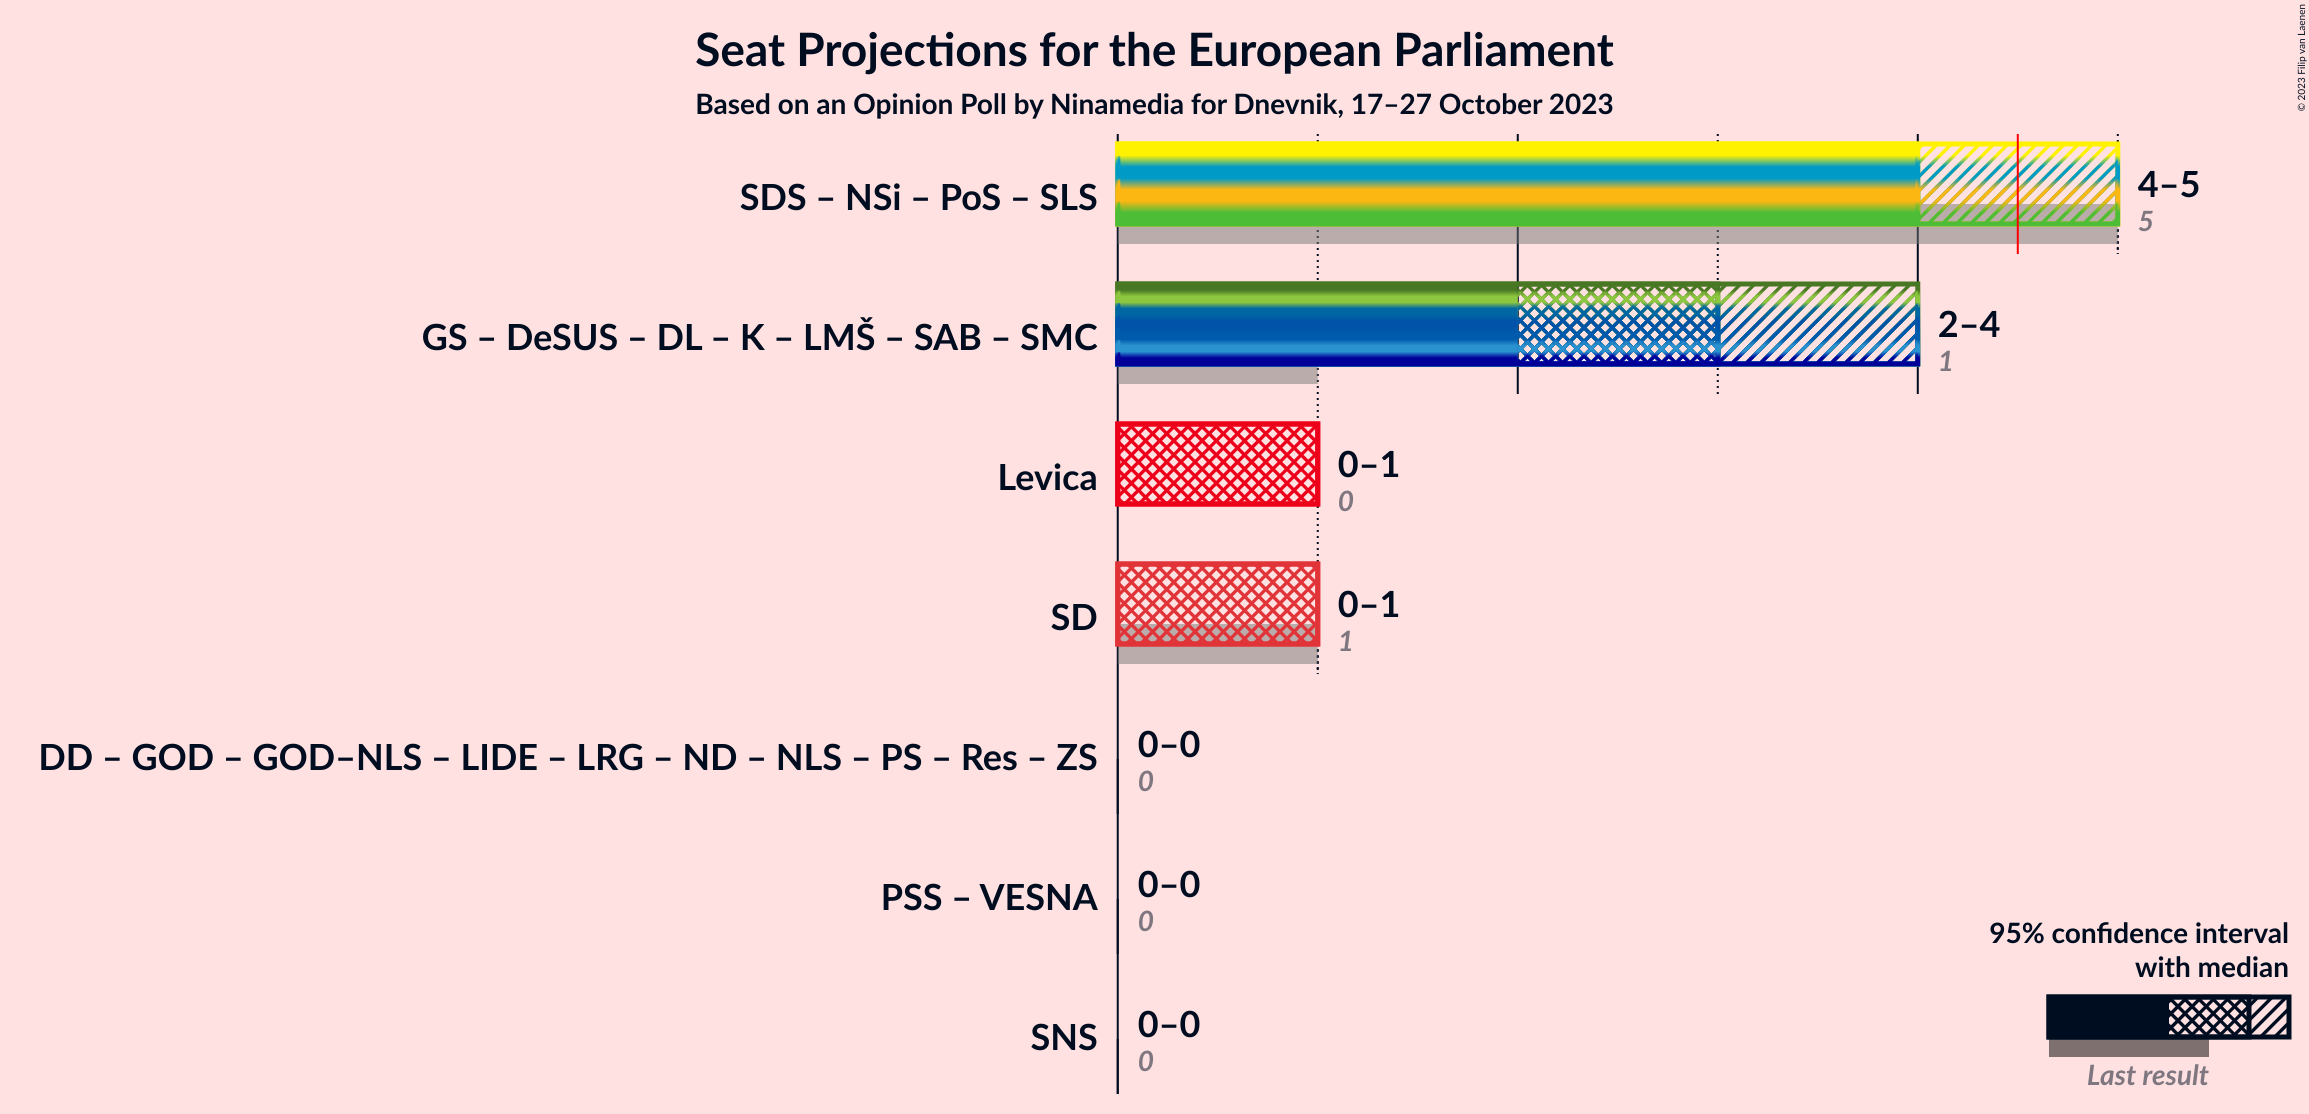 Seat Projections for the European Parliament
Based on an Opinion Poll by Ninamedia for Dnevnik, 17–27 October 2023
© 2023 Filip van Laenen
SDS – NSi – PoS – SLS
4–5
5
GS – DeSUS – DL – K – LMŠ – SAB – SMC
2–4
1
Levica
0–1
0
SD
0–1
1
DD – GOD – GOD–NLS – LIDE – LRG – ND – NLS – PS – Res – ZS
0–0
0
PSS – VESNA
0–0
0
SNS
0–0
0
95% confidence interval
with median
Last result